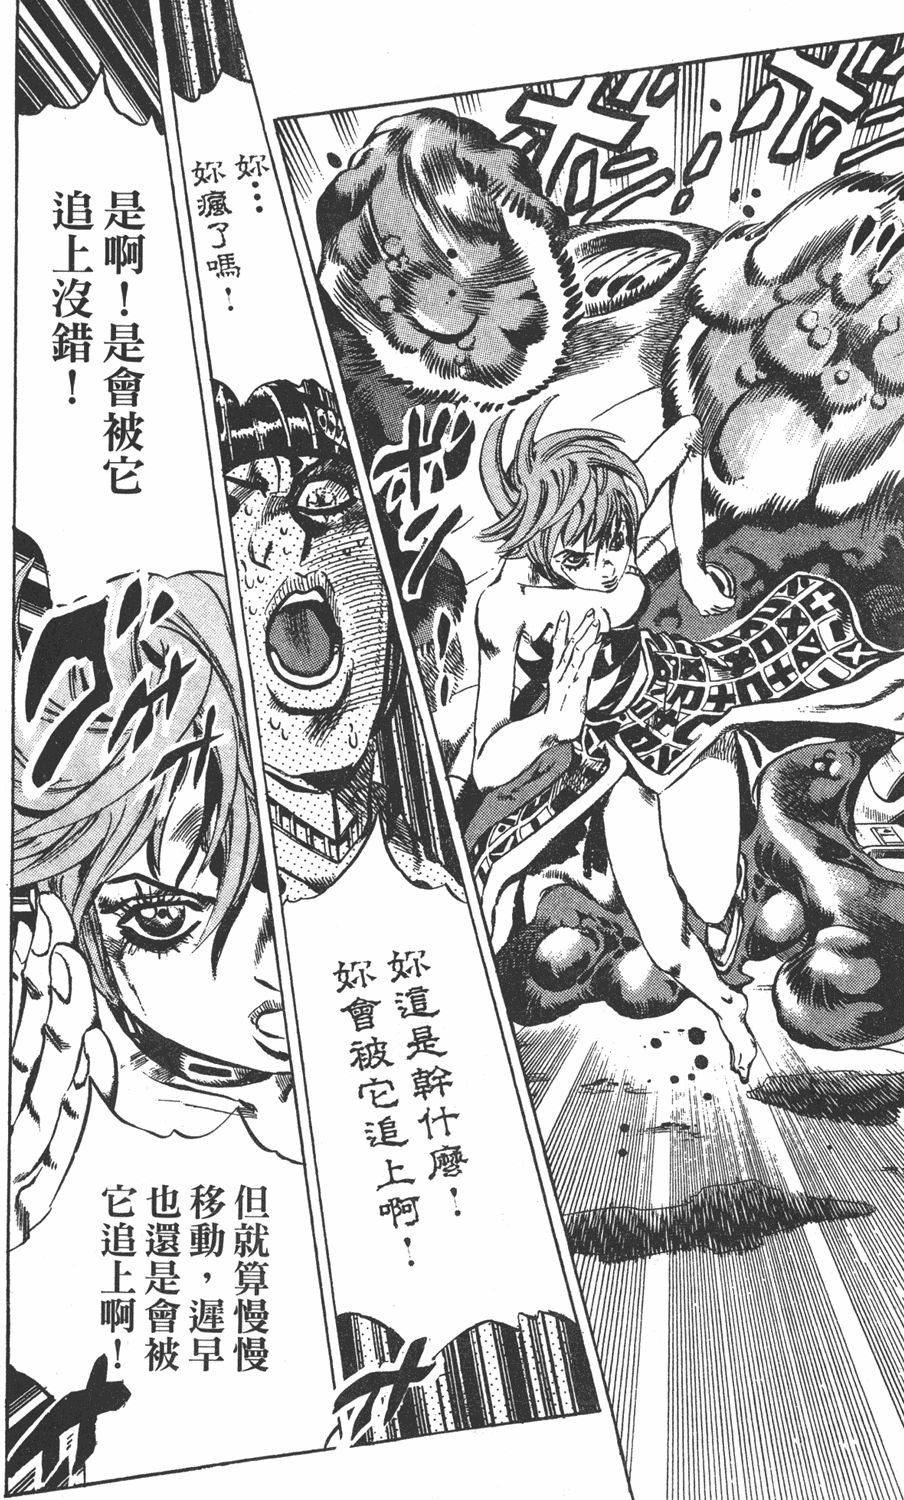 妳…
妳瘋了嗎！
妳這是幹什麼！
妳會被它追上啊！
是啊！是會被它
追上沒錯！
但就算慢慢
移動，遲早
也還是會被
它追上啊！